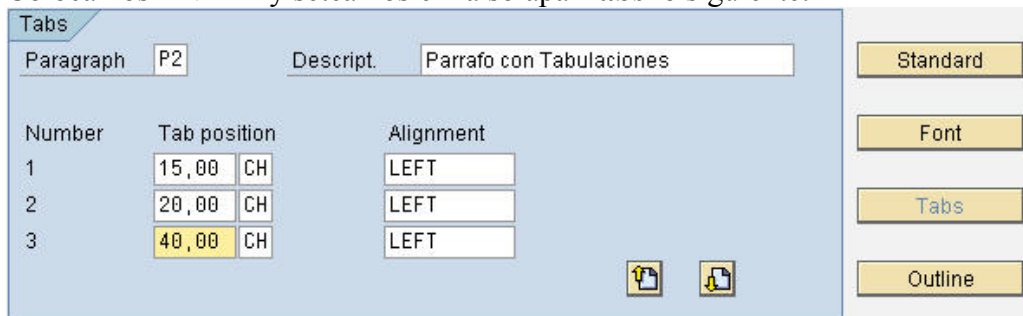 Tabs
Paragraph P2 Descript. Parrafo con Tabulaciones
Standard
Number Tab position Alignment
Font
1 15,00 CH LEFT
2 20,00 CH LEFT
Tabs
3 40,00 CH LEFT
Outline